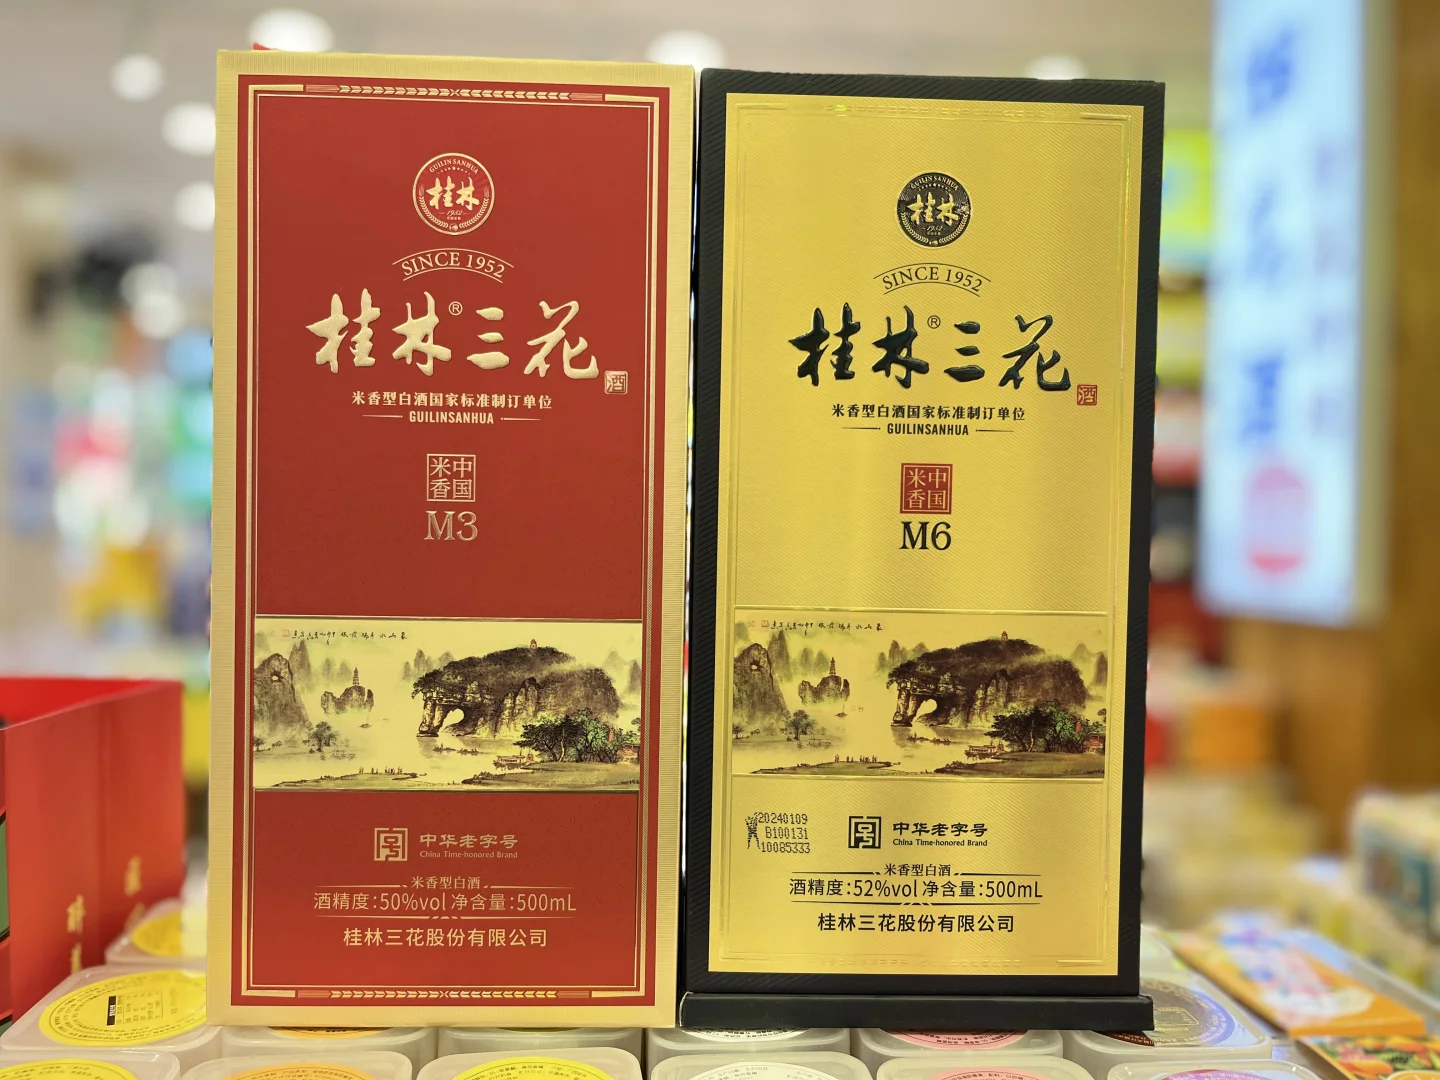 GUILIN SANHUA
桂林
1952
SINCE 1952
桂林®三花
酒
米香型白酒国家标准制订单位
GUILINSANHUA
中国米香
M3
中华老字号
China Time-honored Brand
米香型白酒
酒精度:50%vol 净含量:500mL
桂林三花股份有限公司
GUILIN SANHUA
桂林
1952
SINCE 1952
桂林®三花
酒
米香型白酒国家标准制订单位
GUILINSANHUA
中国米香
M6
20240109
B100131
10085333
中华老字号
China Time-honored Brand
米香型白酒
酒精度:52%vol 净含量:500mL
桂林三花股份有限公司